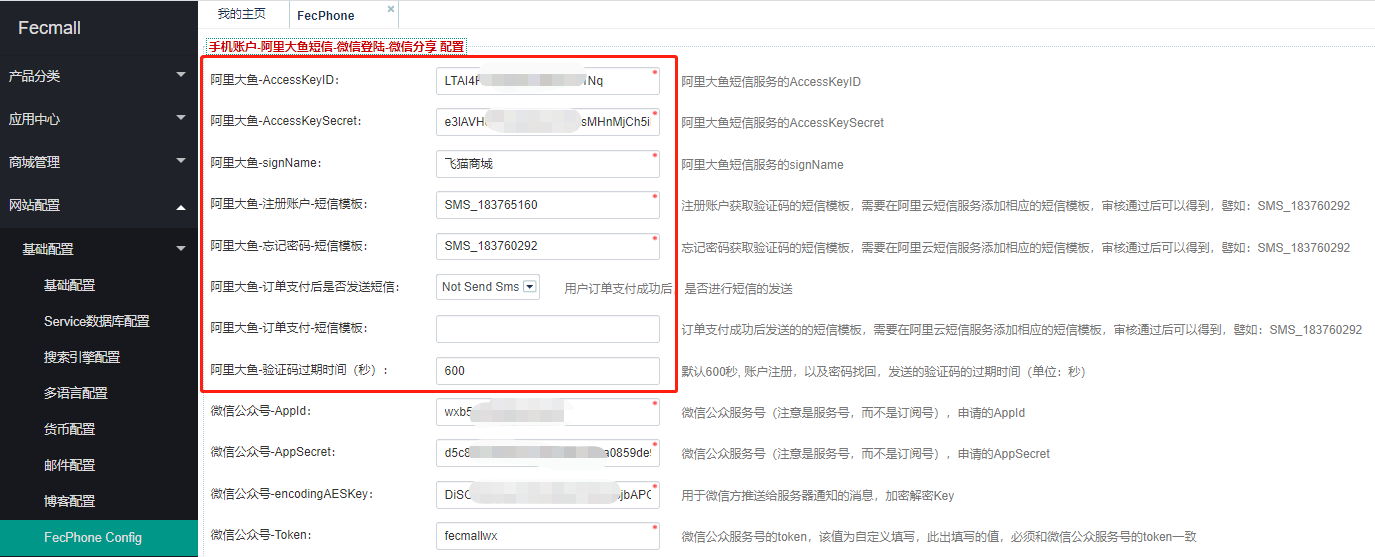 Fecmall
我的主页
FecPhone
手机账户-阿里大鱼短信-微信登陆-微信分享 配置
产品分类
应用中心
商城管理
网站配置
基础配置
基础配置
Service数据库配置
搜索引擎配置
多语言配置
货币配置
邮件配置
博客配置
FecPhone Config
阿里大鱼-AccessKeyID: 阿里大鱼短信服务的AccessKeyID
阿里大鱼-AccessKeySecret: 阿里大鱼短信服务的AccessKeySecret
阿里大鱼-signName: 飞猫商城 阿里大鱼短信服务的signName
阿里大鱼-注册账户-短信模板: SMS_183765160 注册账户获取验证码的短信模板，需要在阿里云短信服务添加相应的短信模板，审核通过后可以得到，譬如：SMS_183760292
阿里大鱼-忘记密码-短信模板: SMS_183760292 忘记密码获取验证码的短信模板，需要在阿里云短信服务添加相应的短信模板，审核通过后可以得到，譬如：SMS_183760292
阿里大鱼-订单支付后是否发送短信: Not Send Sms 用户订单支付成功后，是否进行短信的发送
阿里大鱼-订单支付-短信模板: 订单支付成功后发送的的短信模板，需要在阿里云短信服务添加相应的短信模板，审核通过后可以得到，譬如：SMS_183760292
阿里大鱼-验证码过期时间（秒）: 600 默认600秒, 账户注册，以及密码找回，发送的验证码的过期时间（单位：秒）
微信公众号-AppId: wxb5 微信公众服务号（注意是服务号，而不是订阅号），申请的AppId
微信公众号-AppSecret: d5c8 微信公众服务号（注意是服务号，而不是订阅号），申请的AppSecret
微信公众号-encodingAESKey: 用于微信方推送给服务器通知的消息，加密解密Key
微信公众号-Token: fecmallwx 微信公众服务号的token，该值为自定义填写，此出填写的值，必须和微信公众服务号的token一致